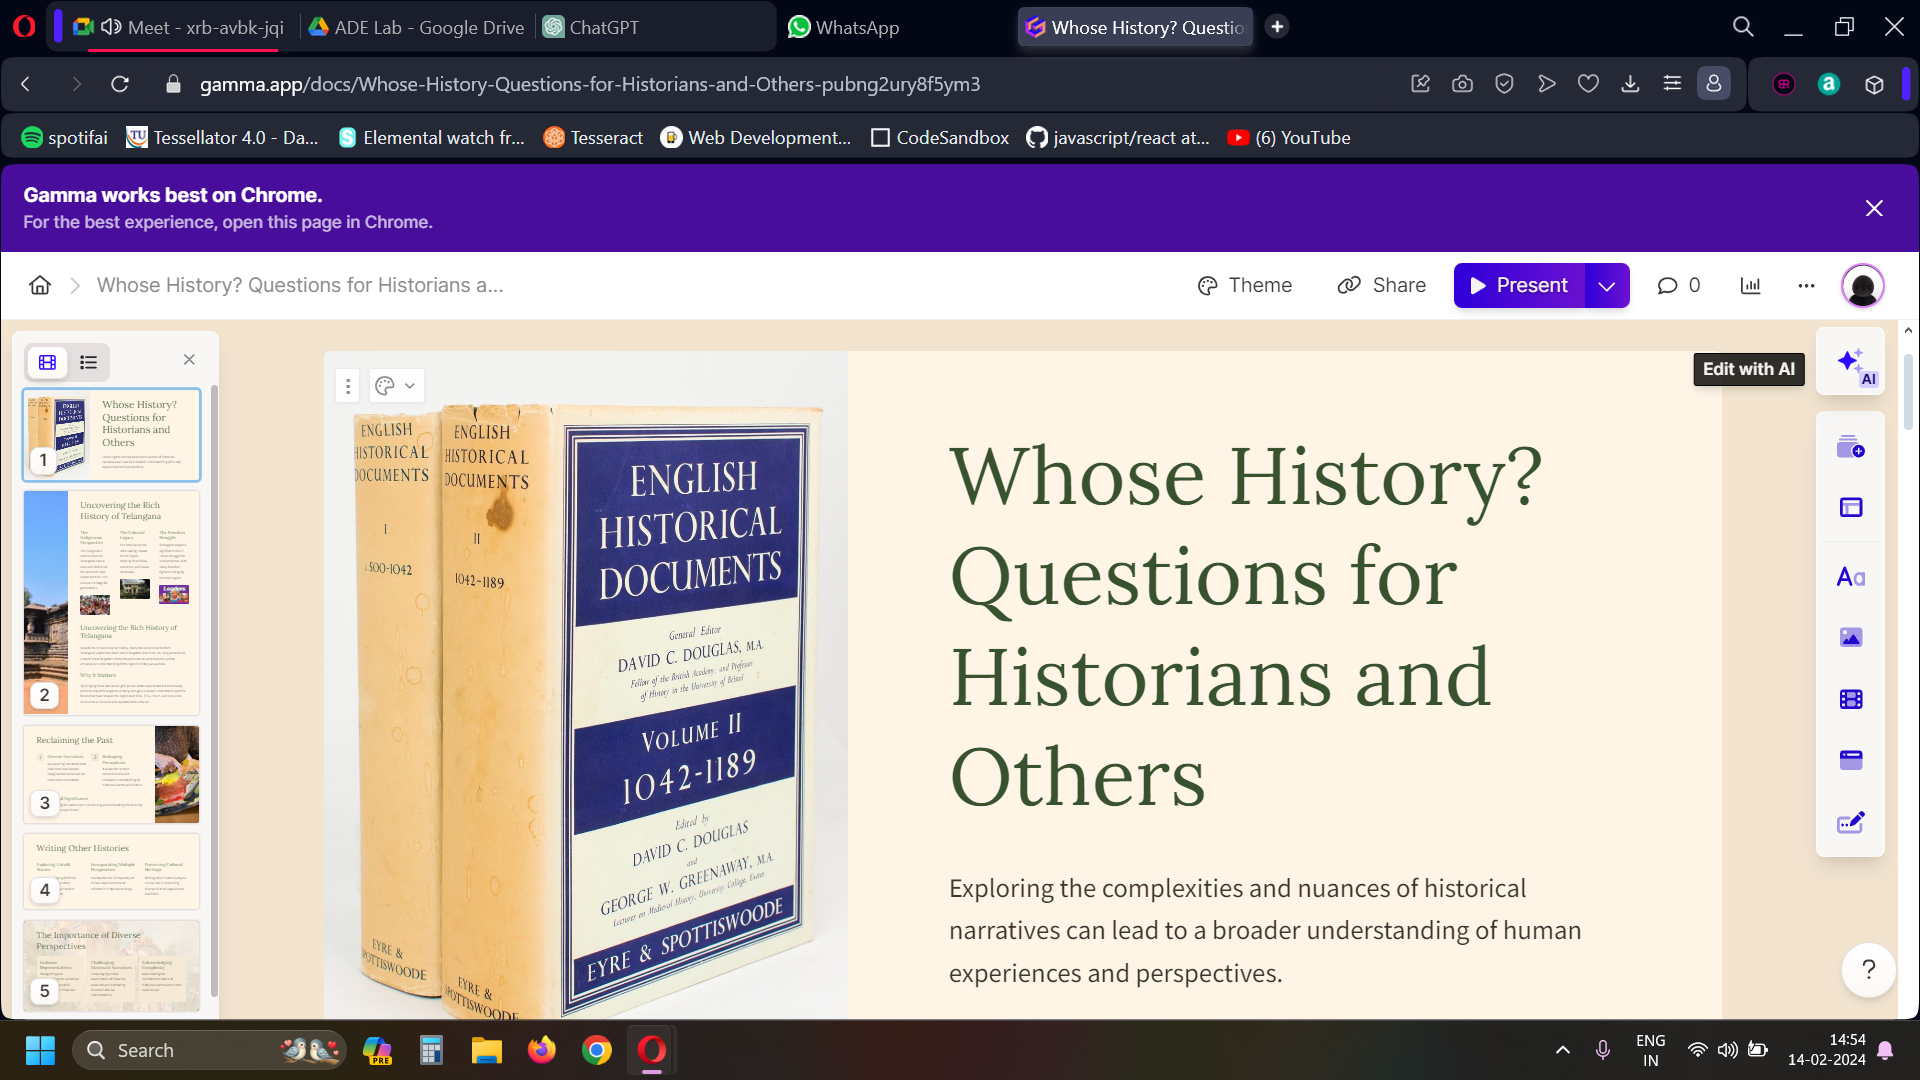 Meet - xrb-avbk-jqi
ADE Lab - Google Drive
ChatGPT
WhatsApp
Whose History? Questio
gamma.app/docs/Whose-History-Questions-for-Historians-and-Others-pubng2ury8f5ym3
spotifai
Tessellator 4.0 - Da...
Elemental watch fr...
Tesseract
Web Development...
CodeSandbox
javascript/react at...
(6) YouTube
Gamma works best on Chrome.
For the best experience, open this page in Chrome.
Whose History? Questions for Historians a...
Theme
Share
Present
0
Edit with AI
AI
Whose History?
Questions for
Historians and
Others
1
Uncovering the Rich
History of Telangana
Uncovering the Rich History of
Telangana
Why It Matters
2
Reclaiming the Past
3
Writing Other Histories
4
The Importance of Diverse
Perspectives
5
ENGLISH
HISTORICAL
DOCUMENTS
I
500-1042
ENGLISH
HISTORICAL
DOCUMENTS
II
1042-1189
EYRE &
SPOTTISWOODE
EYRE &
SPOTTISWOODE
ENGLISH
HISTORICAL
DOCUMENTS
General Editor
DAVID C. DOUGLAS, M.A.
Fellow of the British Academy, and Professor
of History in the University of Bristol
VOLUME II
1042-1189
Edited by
DAVID C. DOUGLAS
and
GEORGE W. GREENAWAY, M.A.
Lecturer on Medieval History, University College, Exeter
EYRE & SPOTTISWOODE
Whose History?
Questions for
Historians and
Others
Exploring the complexities and nuances of historical
narratives can lead to a broader understanding of human
experiences and perspectives.
Aa
?
Search
PRE
ENG
IN
14:54
14-02-2024